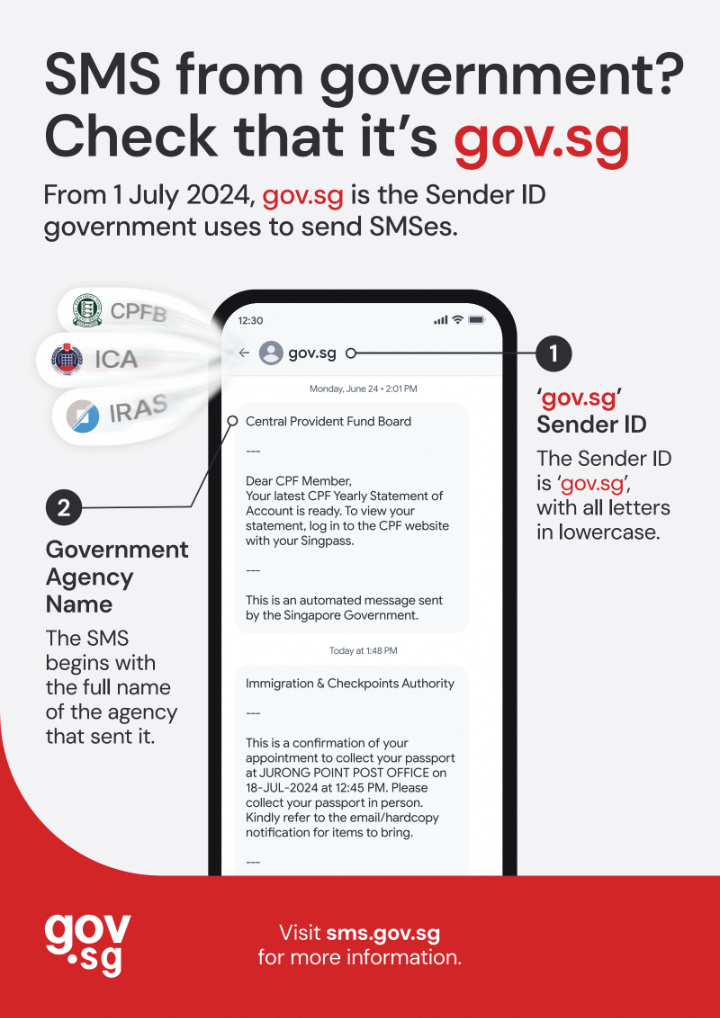 SMS from government?
Check that it's gov.sg
From 1 July 2024, gov.sg is the Sender ID
government uses to send SMSes.
CPFB
ICA
IRAS
12:30
gov.sg
Monday, June 24 • 2:01 PM
Central Provident Fund Board
---
Dear CPF Member,
Your latest CPF Yearly Statement of
Account is ready. To view your
statement, log in to the CPF website
with your Singpass.
---
This is an automated message sent
by the Singapore Government.
Today at 1:48 PM
Immigration & Checkpoints Authority
---
This is a confirmation of your
appointment to collect your passport
at JURONG POINT POST OFFICE on
18-JUL-2024 at 12:45 PM. Please
collect your passport in person.
Kindly refer to the email/hardcopy
notification for items to bring.
---
1
'gov.sg'
Sender ID
The Sender ID
is 'gov.sg',
with all letters
in lowercase.
2
Government
Agency
Name
The SMS
begins with
the full name
of the agency
that sent it.
gov
.sg
Visit sms.gov.sg
for more information.